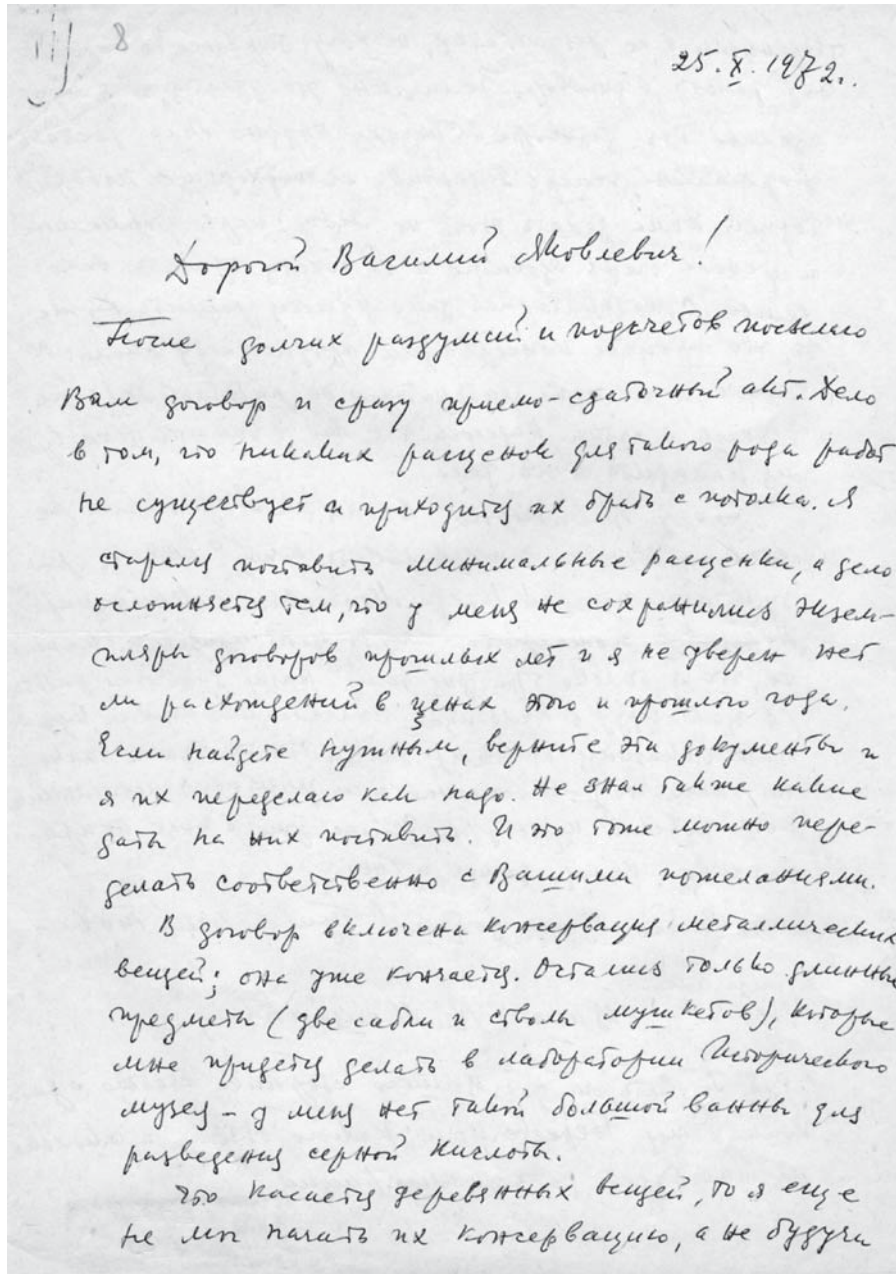 8
25.X.1972г.
Дорогой Василий Яковлевич!
После долгих раздумий и подсчетов посылаю
Вам договор и сразу приемо-сдаточный акт. Дело
в том, что никаких расценок для такого рода работ
не существует и приходится их брать с потолка. Я
старался поставить минимальные расценки, а дело
осложняется тем, что у меня не сохранились экзем-
пляры договоров прошлых лет и я не уверен нет
ли расхождений в ценах этого и прошлого года.
Если найдете нужным, верните эти документы и
я их переделаю как надо. Не знал также какие
даты на них поставить. И это тоже можно пере-
делать соответственно с Вашими пожеланиями.
В договор включена консервация металлических
вещей; она уже кончается. Остались только длинные
предметы (две сабли и стволы мушкетов), которые
мне придется делать в лаборатории Исторического
музея – у меня нет такой большой ванны для
разведения серной кислоты.
Что касается деревянных вещей, то я еще
не мог начать их консервацию, а не будучи